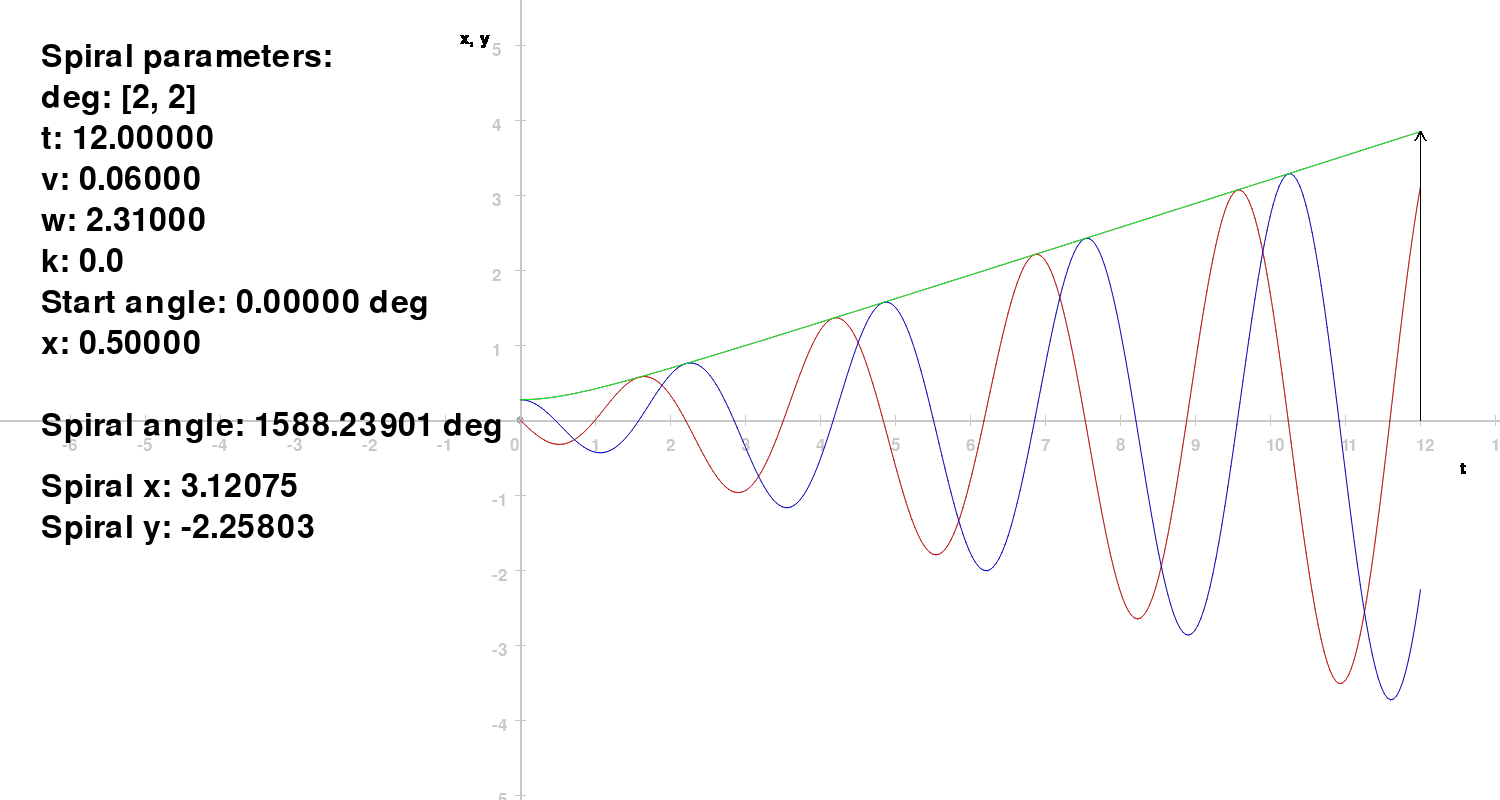 Spiral parameters:
deg: [2, 2]
t: 12.00000
v: 0.06000
w: 2.31000
k: 0.0
Start angle: 0.00000 deg
x: 0.50000
Spiral angle: 1588.23901 deg
Spiral x: 3.12075
Spiral y: -2.25803
x, y
5
4
3
2
1
-6 -5 -4 -3 -2 -1 0 1 2 3 4 5 6 7 8 9 10 11 12 1
t
-1
-2
-3
-4
5